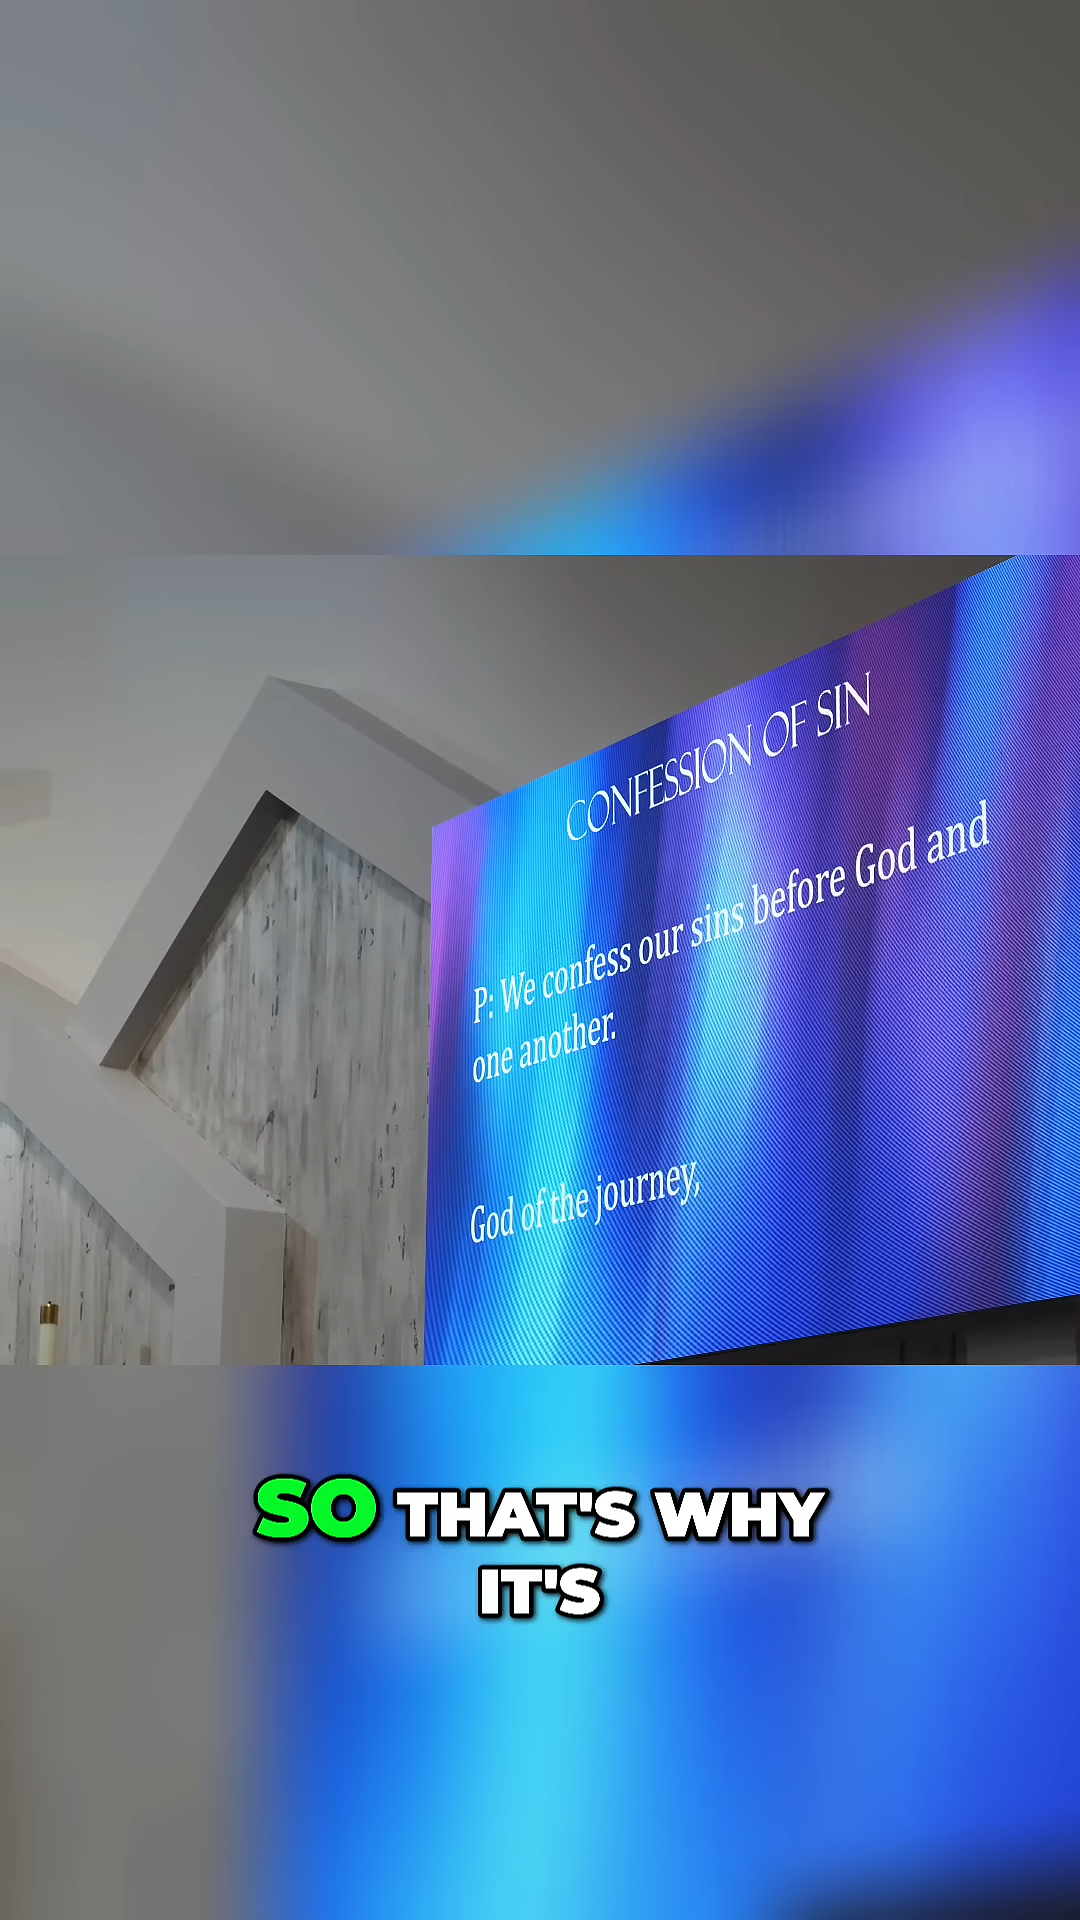 CONFESSION OF SIN
P: We confess our sins before God and
one another.
God of the journey,
SO THAT'S WHY
IT'S